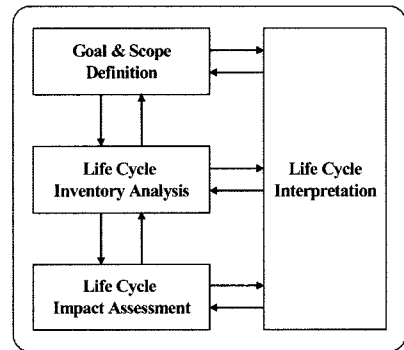 Goal & Scope
Definition
Life Cycle
Inventory Analysis
Life Cycle
Interpretation
Life Cycle
Impact Assessment